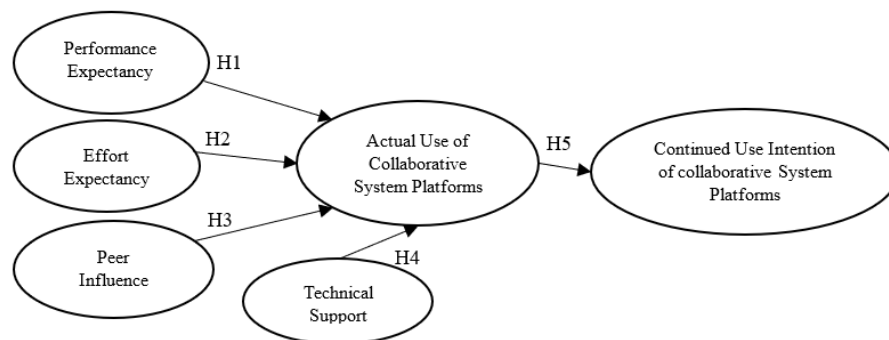 Performance
Expectancy
H1
Effort
Expectancy
H2
Peer
Influence
H3
Technical
Support
H4
Actual Use of
Collaborative
System Platforms
H5
Continued Use Intention
of collaborative System
Platforms